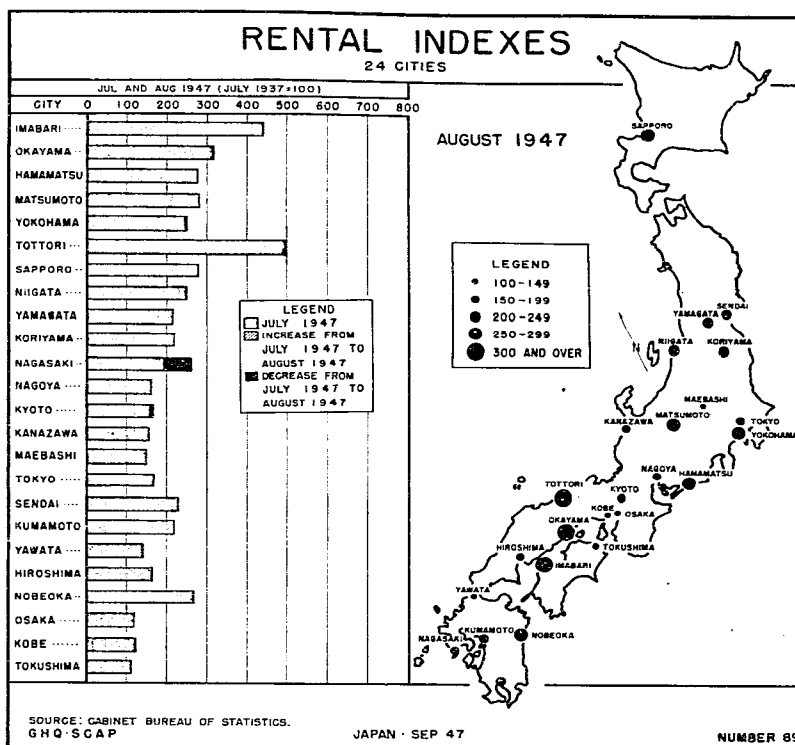 RENTAL INDEXES
24 CITIES
JUL AND AUG 1947 (JULY 1937=100)
CITY 0 100 200 300 400 500 600 700 800
IMABARI
OKAYAMA
HAMAMATSU
MATSUMOTO
YOKOHAMA
TOTTORI
SAPPORO
NIIGATA
YAMAGATA
KORIYAMA
NAGASAKI
NAGOYA
KYOTO
KANAZAWA
MAEBASHI
TOKYO
SENDAI
KUMAMOTO
YAWATA
HIROSHIMA
NOBEOKA
OSAKA
KOBE
TOKUSHIMA
LEGEND
JULY 1947
INCREASE FROM
JULY 1947 TO
AUGUST 1947
DECREASE FROM
JULY 1947 TO
AUGUST 1947
AUGUST 1947
LEGEND
100-149
150-199
200-249
250-299
300 AND OVER
N
SAPPORO
SENDAI
YAMAGATA
NIIGATA
KORIYAMA
MAEBASHI
KANAZAWA
MATSUMOTO
TOKYO
YOKOHAMA
NAGOYA
HAMAMATSU
TOTTORI
KYOTO
KOBE
OSAKA
OKAYAMA
HIROSHIMA
TOKUSHIMA
IMABARI
YAWATA
KUMAMOTO
NOBEOKA
NAGASAKI
SOURCE: CABINET BUREAU OF STATISTICS.
GHQ-SCAP
JAPAN · SEP 47
NUMBER 89